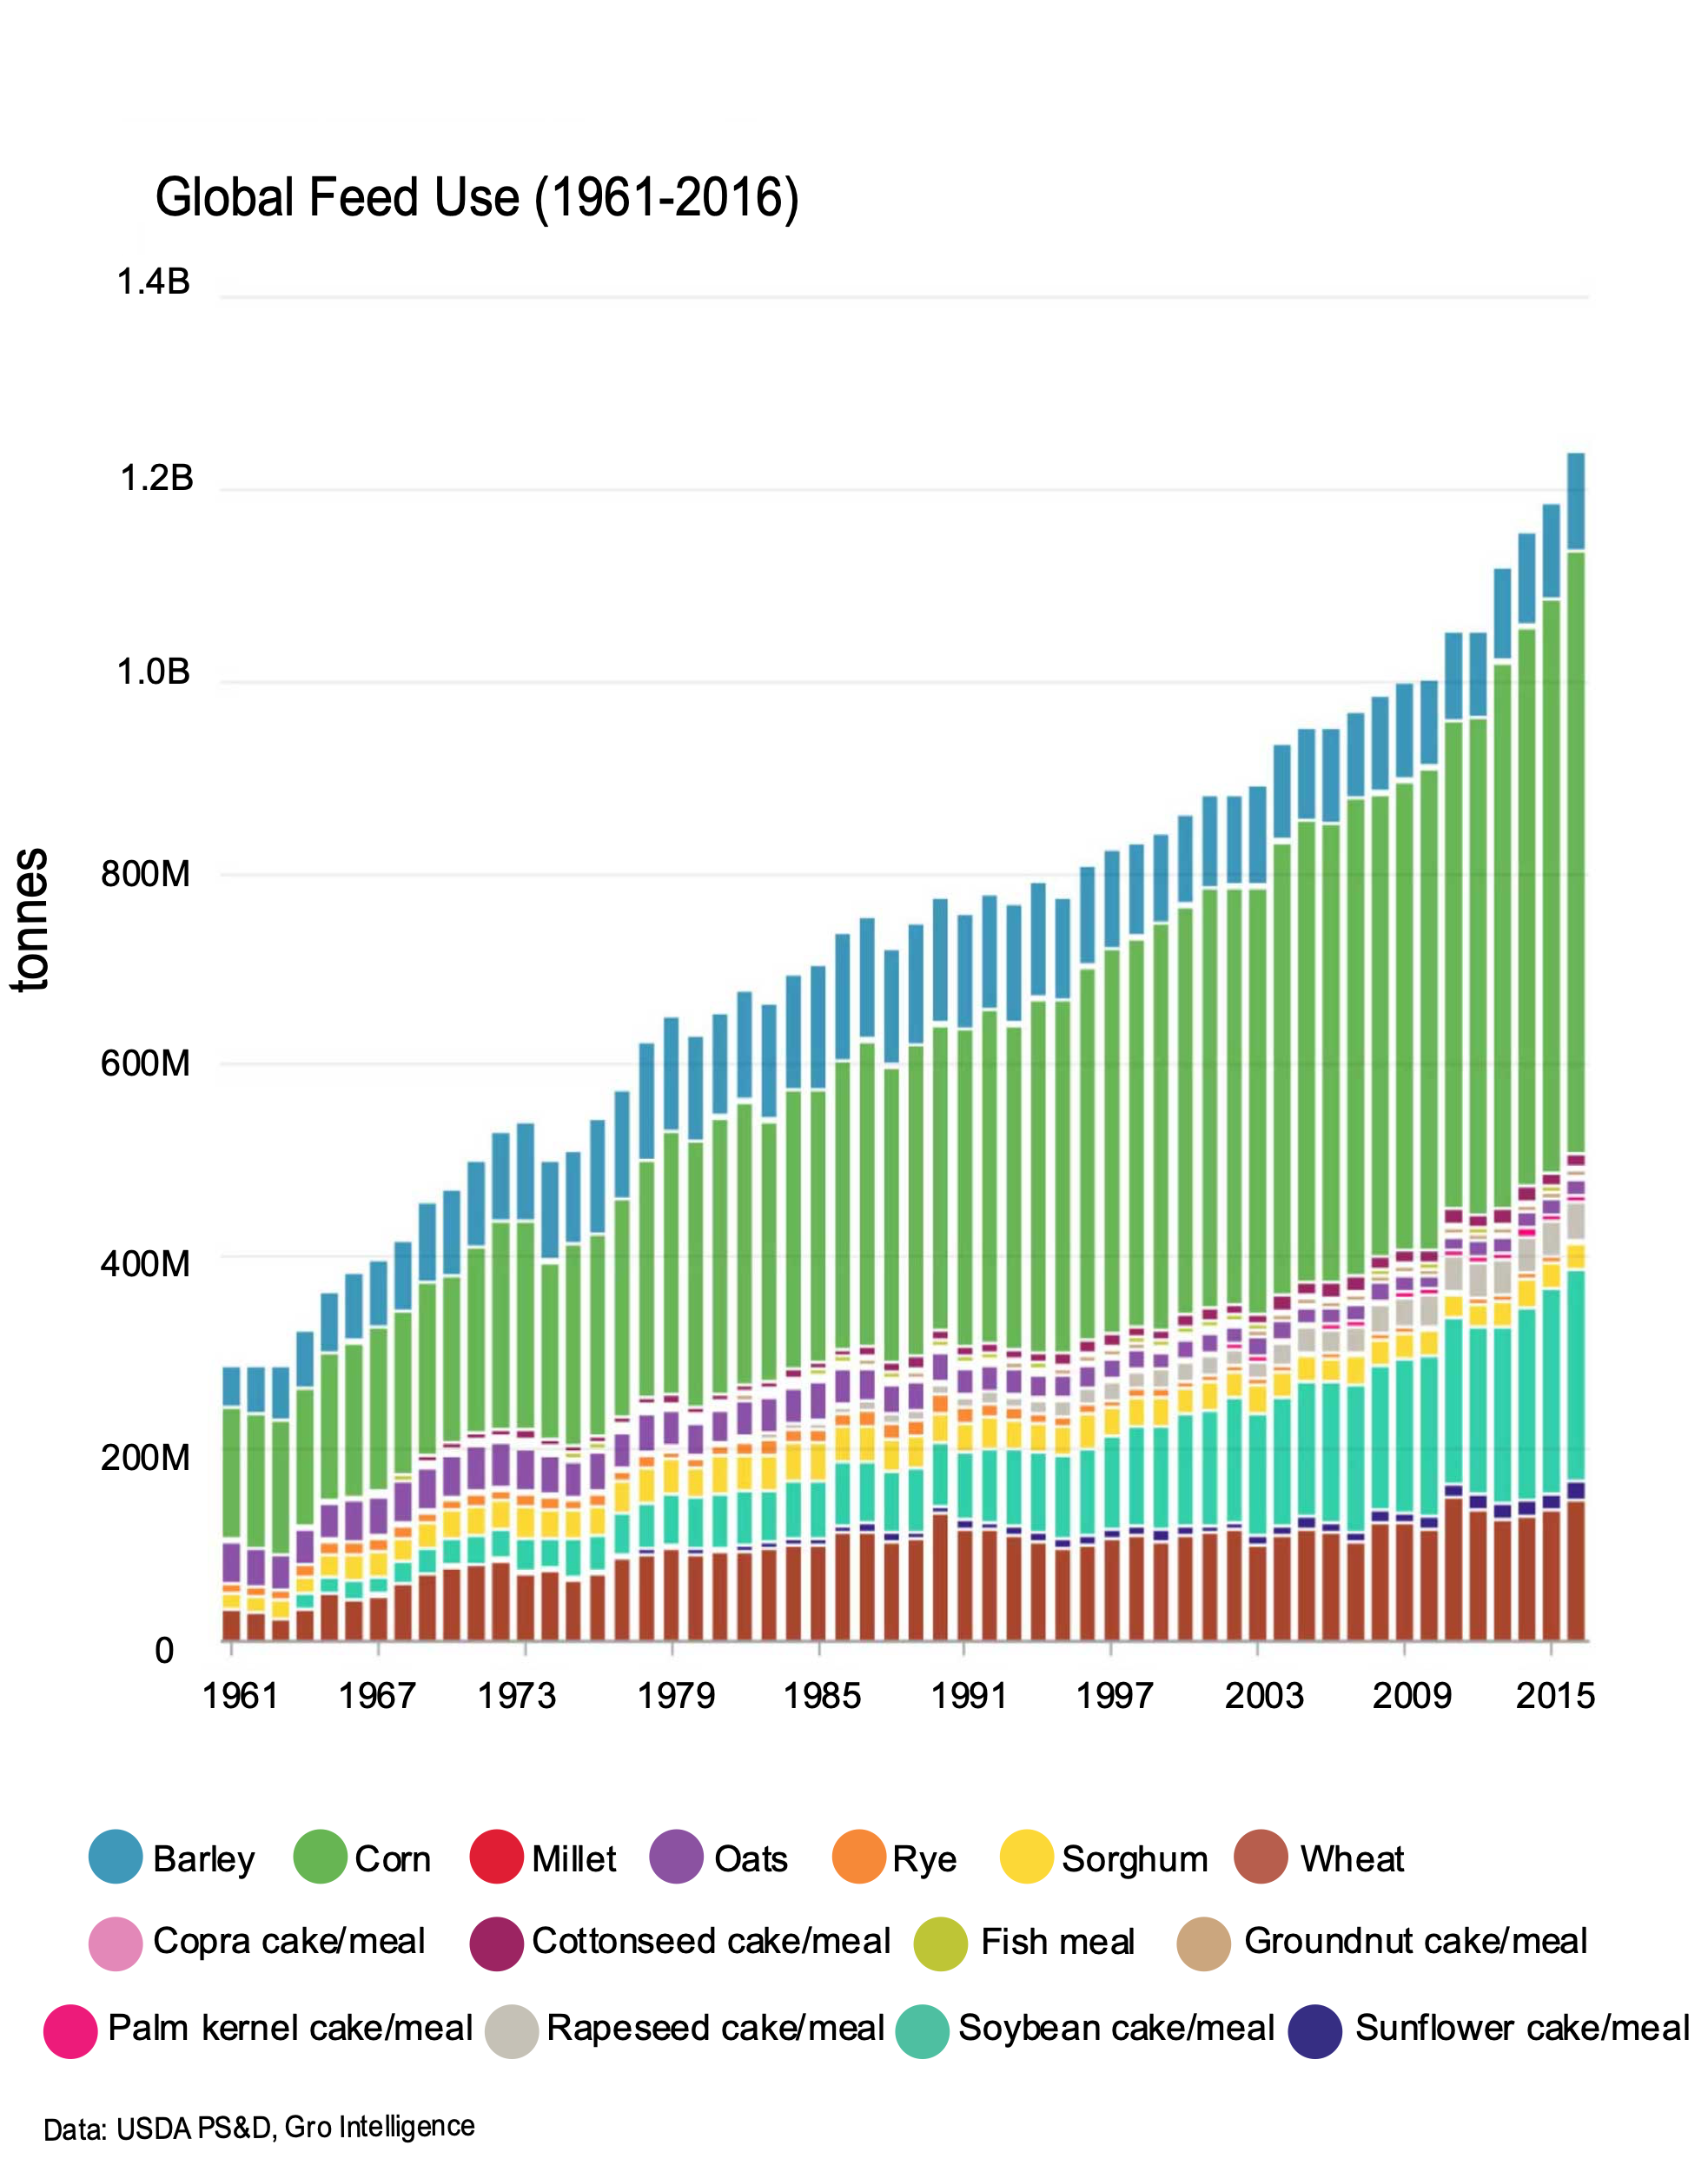 Global Feed Use (1961-2016)
1.4B
1.2B
1.0B
800M
600M
400M
200M
0
tonnes
1961 1967 1973 1979 1985 1991 1997 2003 2009 2015
Barley Corn Millet Oats Rye Sorghum Wheat
Copra cake/meal Cottonseed cake/meal Fish meal Groundnut cake/meal
Palm kernel cake/meal Rapeseed cake/meal Soybean cake/meal Sunflower cake/meal
Data: USDA PS&D, Gro Intelligence